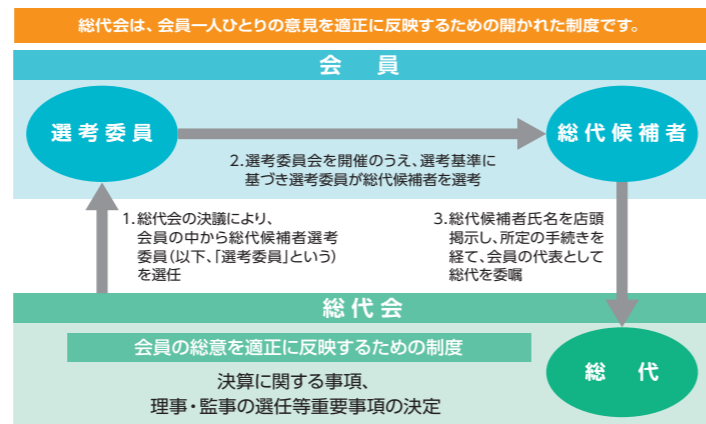 総代会は、会員一人ひとりの意見を適正に反映するための開かれた制度です。
会員
選考委員
総代候補者
2.選考委員会を開催のうえ、選考基準に
基づき選考委員が総代候補者を選考
1.総代会の決議により、
会員の中から総代候補者選考
委員(以下、「選考委員」という)
を選任
3.総代候補者氏名を店頭
掲示し、所定の手続きを
経て、会員の代表として
総代を委嘱
総代会
会員の総意を適正に反映するための制度
決算に関する事項、
理事・監事の選任等重要事項の決定
総代